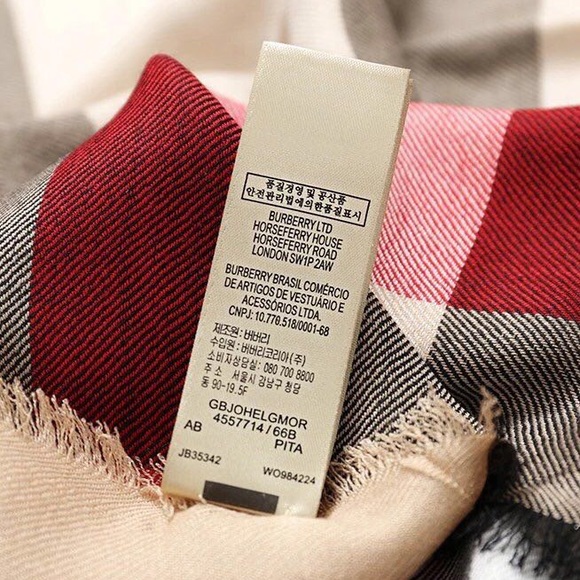 품질경영 및 공산품
안전관리법에의한품질표시
BURBERRY LTD
HORSEFERRY HOUSE
HORSEFERRY ROAD
LONDON SW1P 2AW
BURBERRY BRASIL COMÉRCIO
DE ARTIGOS DE VESTUÁRIO E
ACESSÓRIOS LTDA.
CNPJ: 10.776.518/0001-68
제조원 : 버버리
수입원 : 버버리코리아 (주)
소비자상담실: 080 700 8800
주 소 서울시 강남구 청담
동 90-19.5F
GBJOHELGMOR
4557714 / 66B
AB PITA
JB35342 WO984224